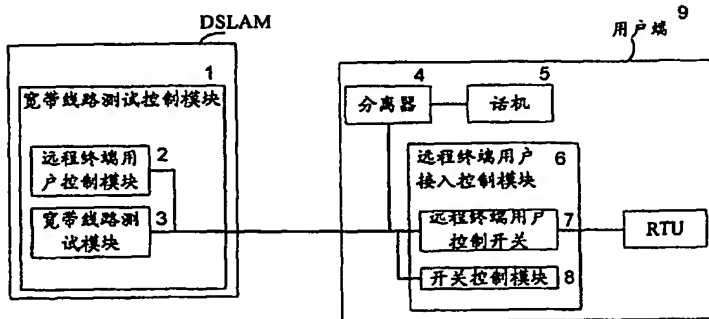 DSLAM
用户端 9
1
宽带线路测试控制模块
远程终端用
户控制模块
2
宽带线路测
试模块
3
4
分离器
5
话机
远程终端用户
接入控制模块
6
远程终端用户
控制开关
7
开关控制模块 8
RTU